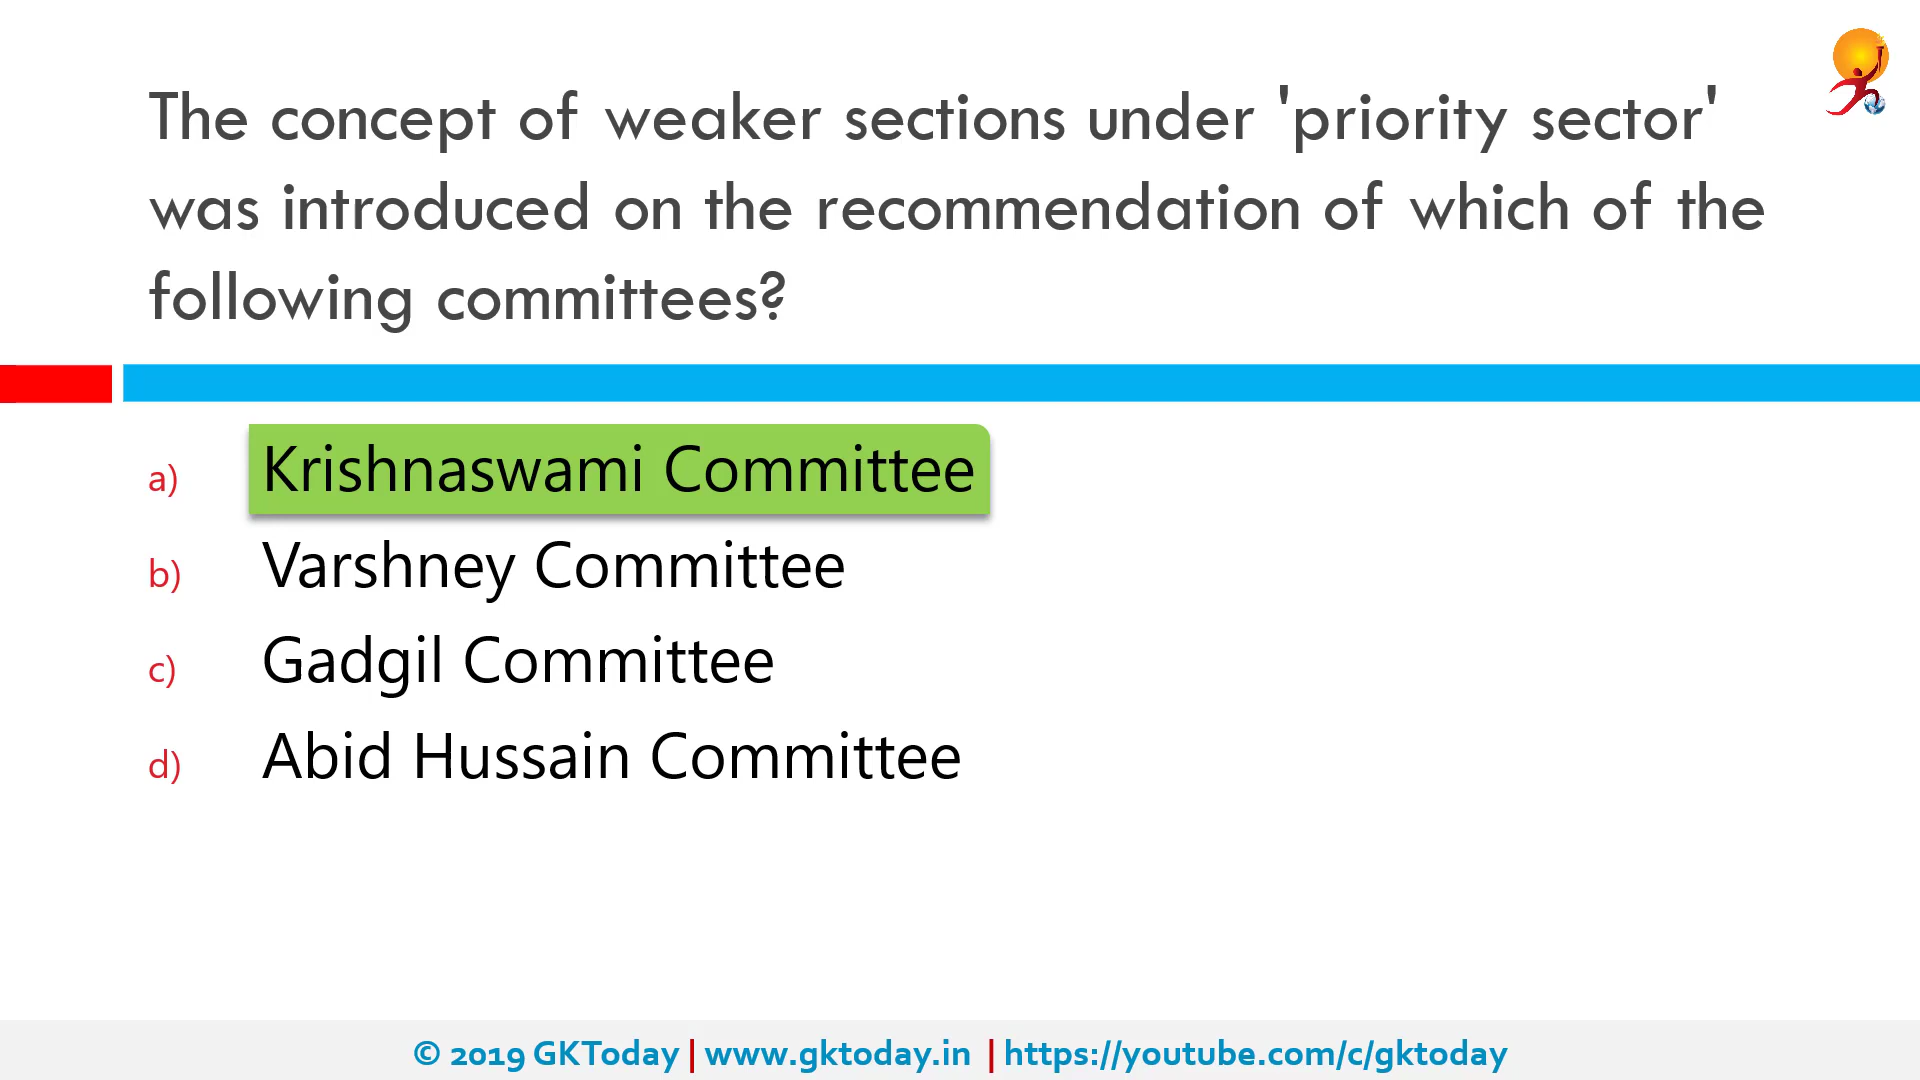 The concept of weaker sections under 'priority sector'
was introduced on the recommendation of which of the
following committees?
a) Krishnaswami Committee
b) Varshney Committee
c) Gadgil Committee
d) Abid Hussain Committee
© 2019 GKToday | www.gktoday.in | https://youtube.com/c/gktoday